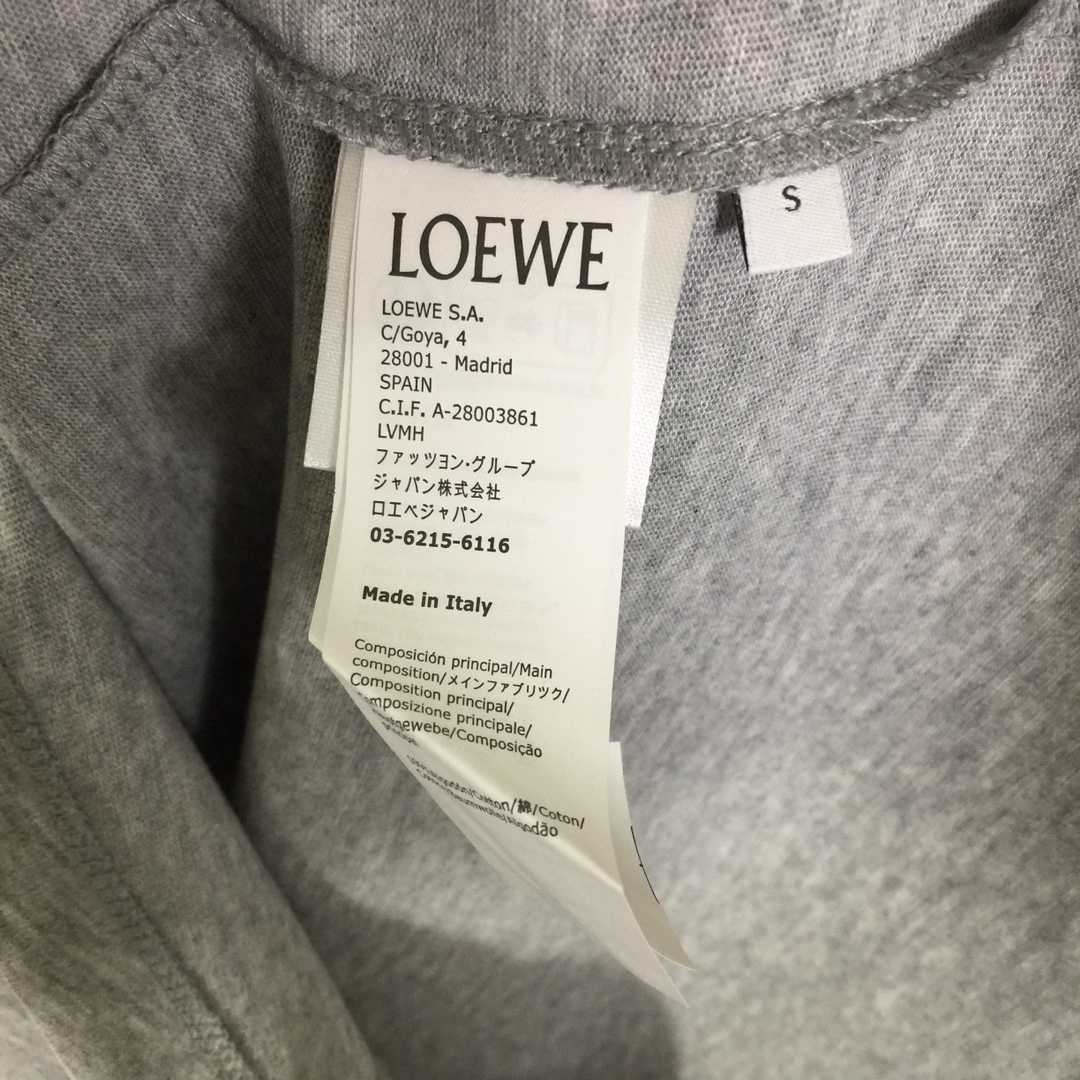 LOEWE
S
LOEWE S.A.
C/Goya, 4
28001 - Madrid
SPAIN
C.I.F. A-28003861
LVMH
ファッツヨン·グループ
ジャパン株式会社
ロエベジャパン
03-6215-6116
Made in Italy
Composición principal/Main
composition/メインファブリック/
Composition principal/
Composizione principale/
/Composição
/綿/Coton/
/Algodão